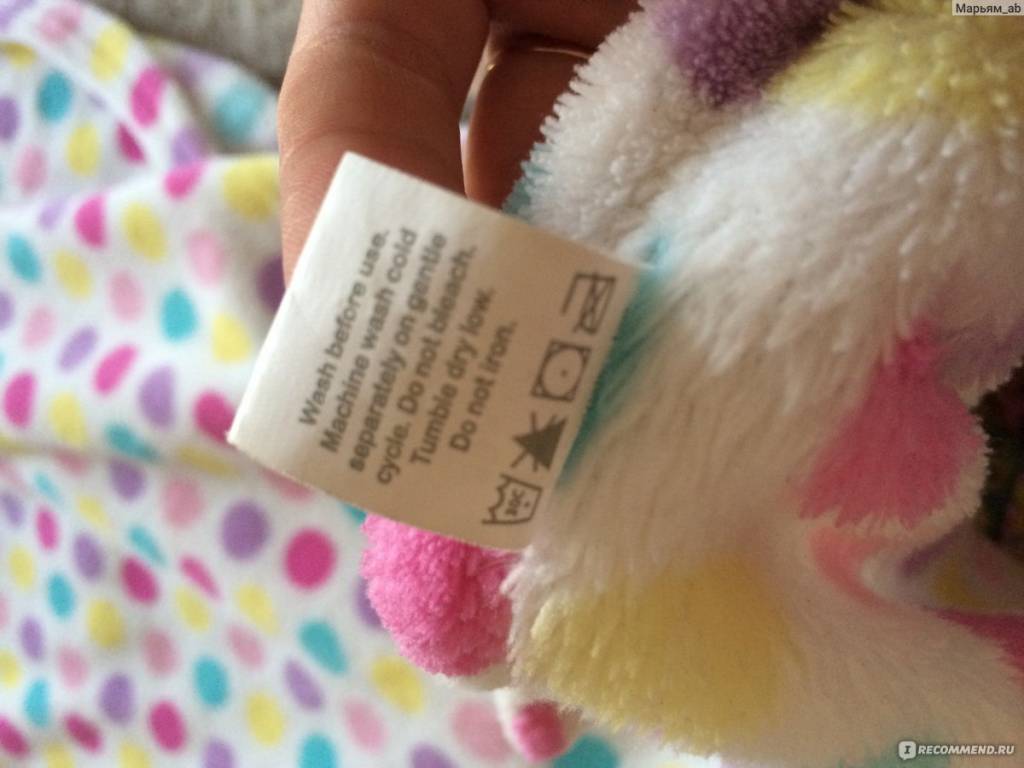 Марьям_ab
Wash before use.
Machine wash cold
separately on gentle
cycle. Do not bleach.
Tumble dry low.
Do not iron.
30C
RECOMMEND.RU